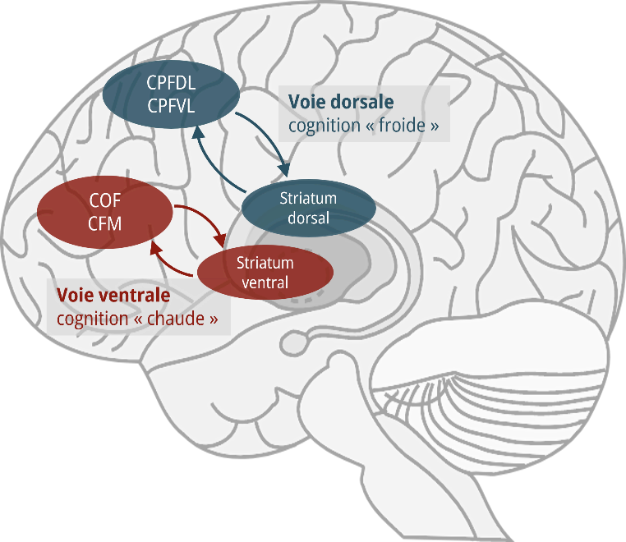 CPFDL
CPFVL
Voie dorsale
cognition « froide »
COF
CFM
Striatum
dorsal
Striatum
ventral
Voie ventrale
cognition « chaude »